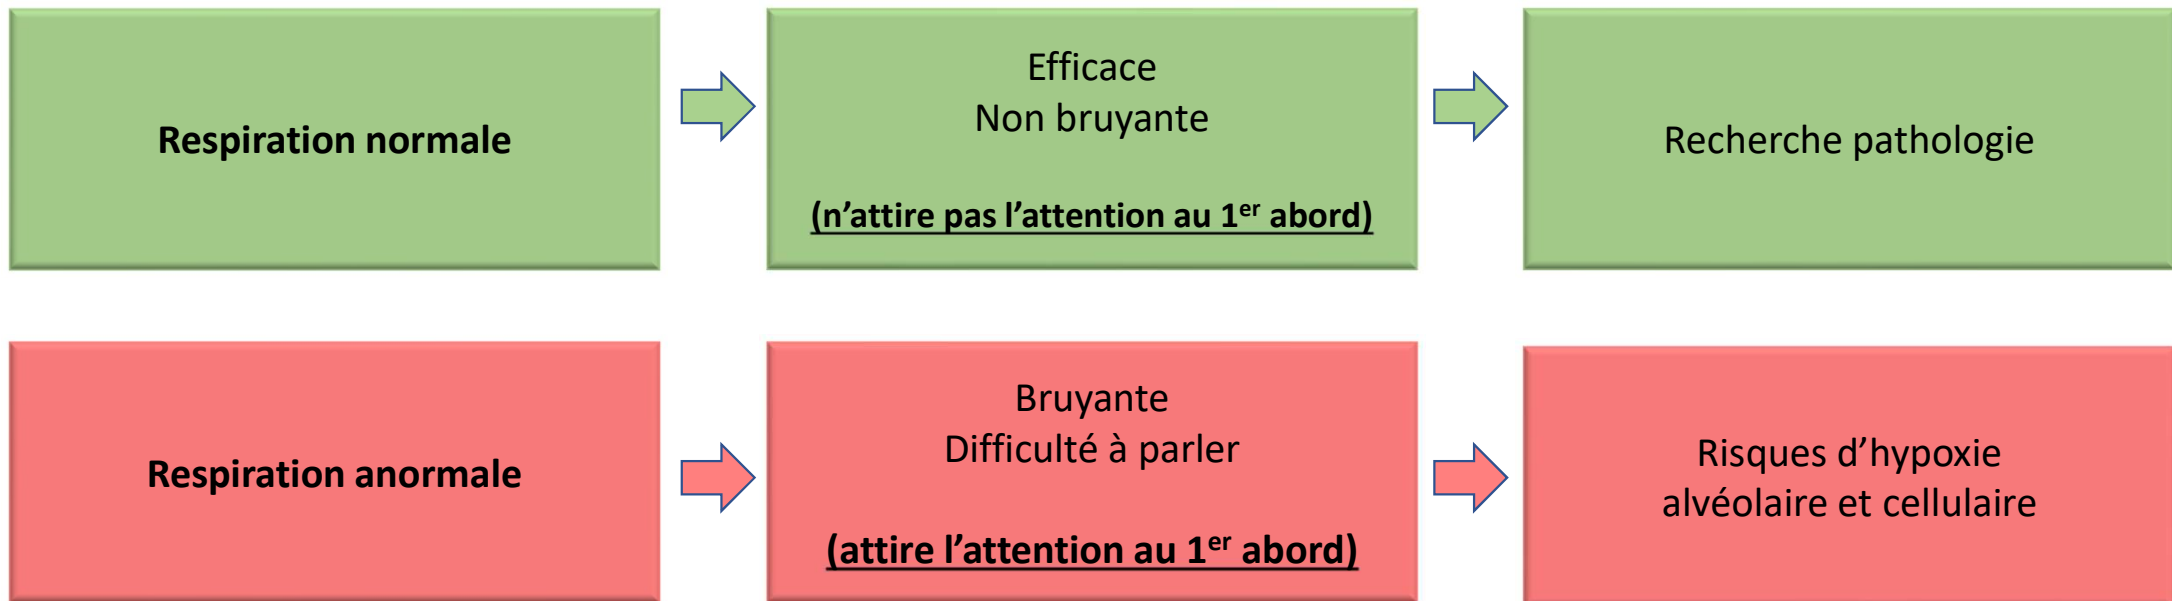 Respiration normale
Efficace
Non bruyante
(n’attire pas l’attention au 1er abord)
Recherche pathologie
Respiration anormale
Bruyante
Difficulté à parler
(attire l’attention au 1er abord)
Risques d’hypoxie
alvéolaire et cellulaire